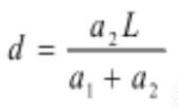 d = a₂L / (a₁ + a₂)